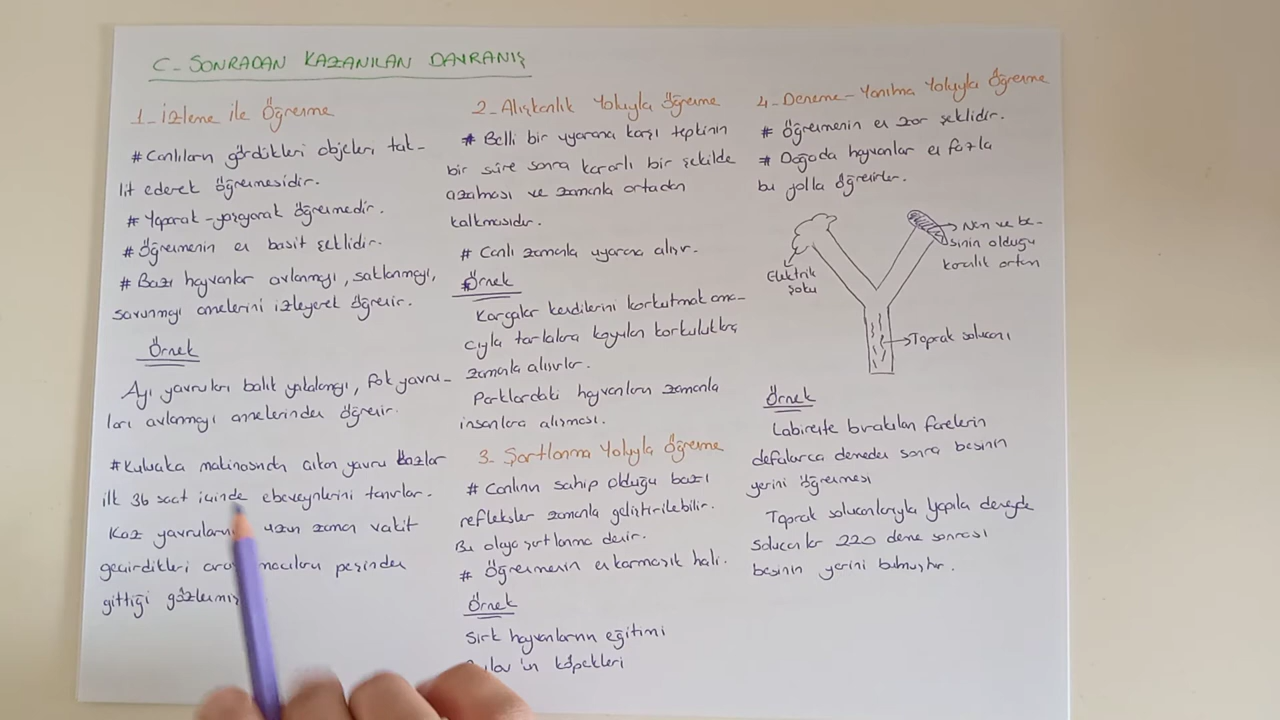 C- SONRADAN KAZANILAN DAVRANIŞ
1- İzleme ile Öğrenme
# Canlıların gördükleri objeleri tak-
lit ederek öğrenmesidir.
# Yaparak-yaşayarak öğrenmedir.
# Öğrenmenin en basit şeklidir.
# Bazı hayvanlar avlanmayı, saklanmayı,
savunmayı annelerini izleyerek öğrenir.
Örnek
Ayı yavruları balık yakalamayı, Fok yavru-
ları avlanmayı annelerinden öğrenir.
# Kuluçka makinasından çıkan yavru kazlar
ilk 36 saat içinde ebeveynlerini tanırlar.
Kaz yavrularını uzun zaman vakit
geçirdikleri peşinden
gittiği
2- Alışkanlık Yoluyla Öğrenme
# Belli bir uyarana karşı tepkinin
bir süre sonra kararlı bir şekilde
azalması ve zamanla ortadan
kalkmasıdır.
# Canlı zamanla uyarana alışır.
Örnek
Kargalar kendilerini korkutmak ama-
cıyla tarlalara koyulan korkuluklara
zamanla alışırlar.
Parklardaki hayvanların zamanla
insanlara alışması.
3- Şartlanma Yoluyla Öğrenme
# Canlının sahip olduğu bazı
refleksler zamanla geliştirilebilir.
Bu olaya şartlanma denir.
# Öğrenmenin en karmaşık hali.
Örnek
Sirk hayvanlarının eğitimi
köpekleri
4- Deneme-Yanılma Yoluyla Öğrenme
# Öğrenmenin en zor şeklidir.
# Doğada hayvanlar en fazla
bu yolla öğrenirler.
Nem ve be-
sinin olduğu
karanlık ortam
Elektrik
şoku
Toprak solucanı
Örnek
Labirente bırakılan farelerin
defalarca denemeden sonra besinin
yerini öğrenmesi
Toprak solucanlarıyla yapılan deneyde
Solucanlar 220 deneme sonrası
besinin yerini bulmuştur.